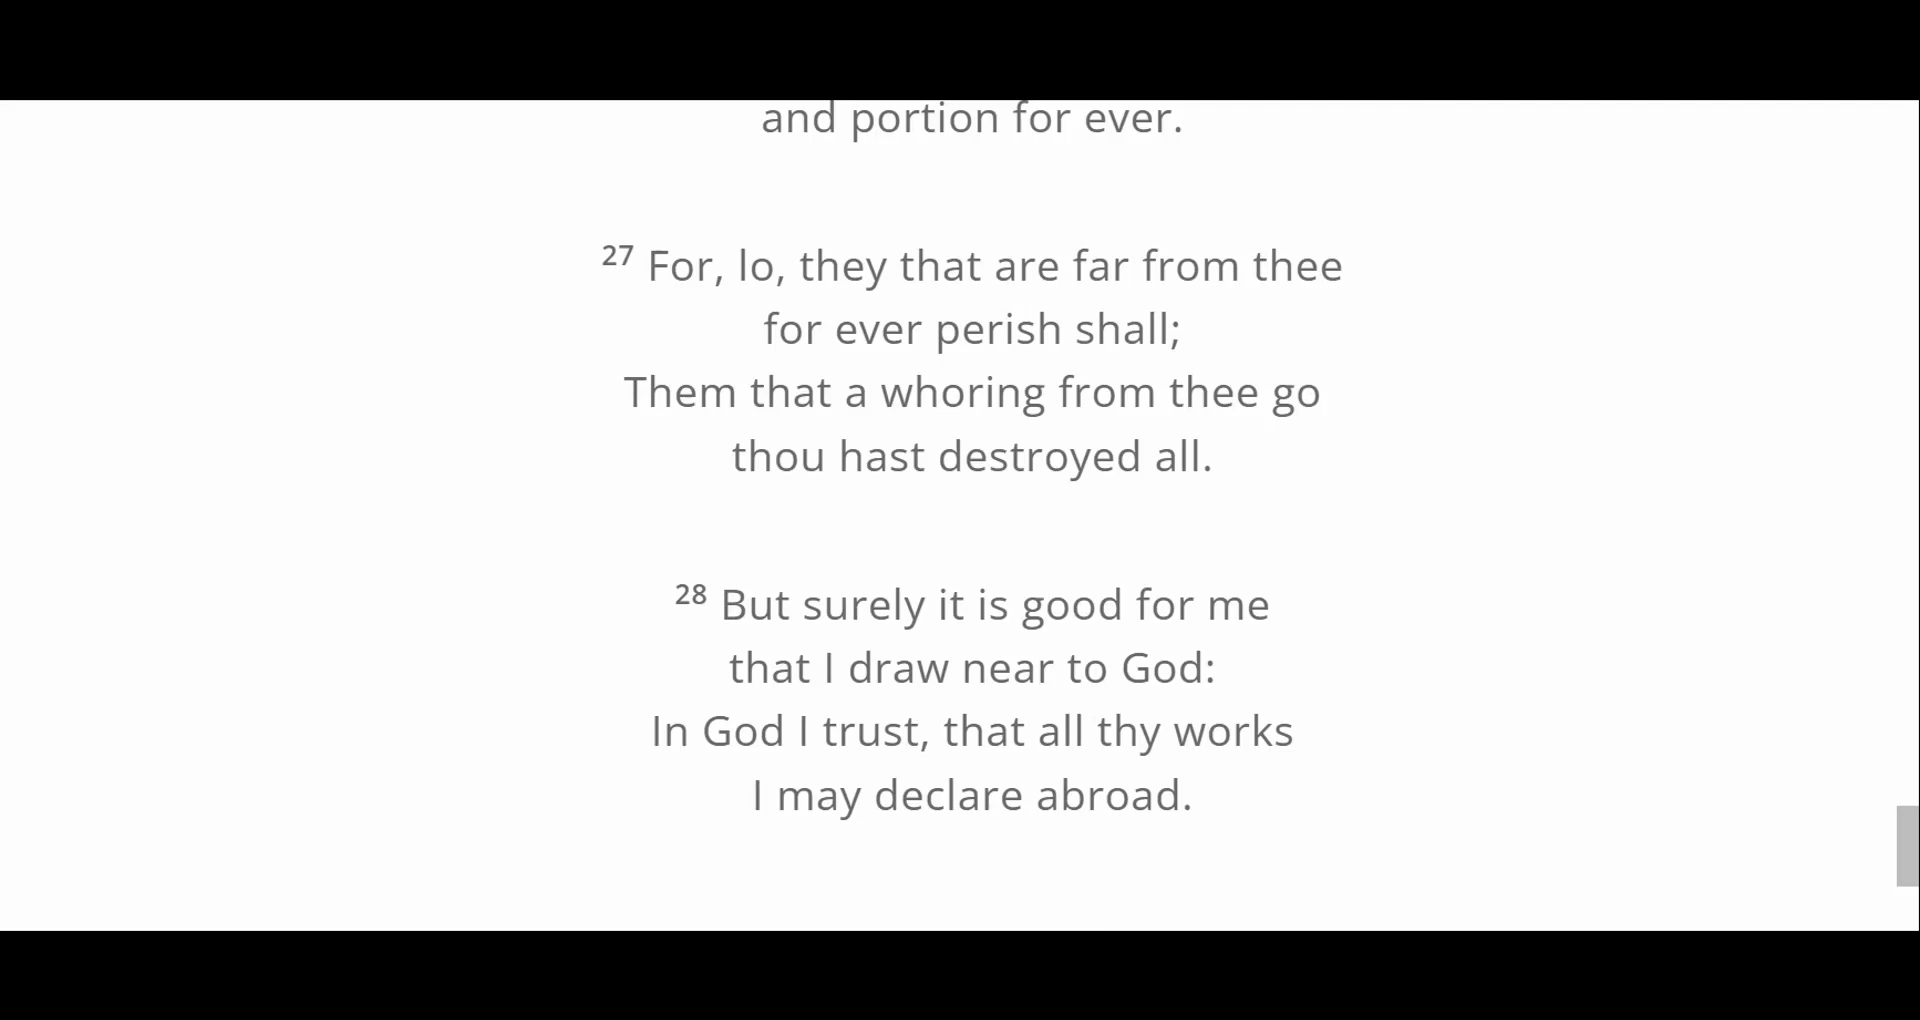 and portion for ever.
27 For, lo, they that are far from thee
for ever perish shall;
Them that a whoring from thee go
thou hast destroyed all.
28 But surely it is good for me
that I draw near to God:
In God I trust, that all thy works
I may declare abroad.